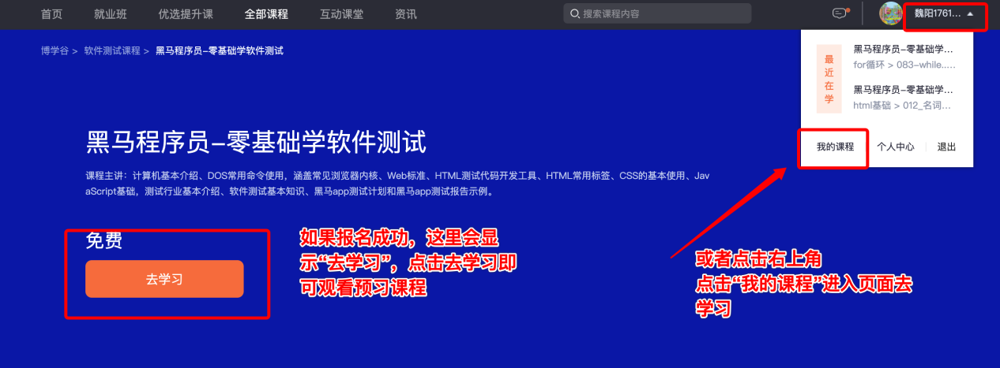 首页 就业班 优选提升课 全部课程 互动课堂 资讯 搜索课程内容 魏阳1761...
博学谷 > 软件测试课程 > 黑马程序员-零基础学软件测试
最近在学
黑马程序员-零基础学...
for循环 > 083-while.....
黑马程序员-零基础学...
html基础 > 012_名词...
我的课程 个人中心 退出
黑马程序员-零基础学软件测试
课程主讲：计算机基本介绍、DOS常用命令使用，涵盖常见浏览器内核、Web标准、HTML测试代码开发工具、HTML常用标签、CSS的基本使用、Jav
aScript基础，测试行业基本介绍、软件测试基本知识、黑马app测试计划和黑马app测试报告示例。
免费
去学习
如果报名成功，这里会显
示“去学习”，点击去学习即
可观看预习课程
或者点击右上角
点击“我的课程”进入页面去
学习